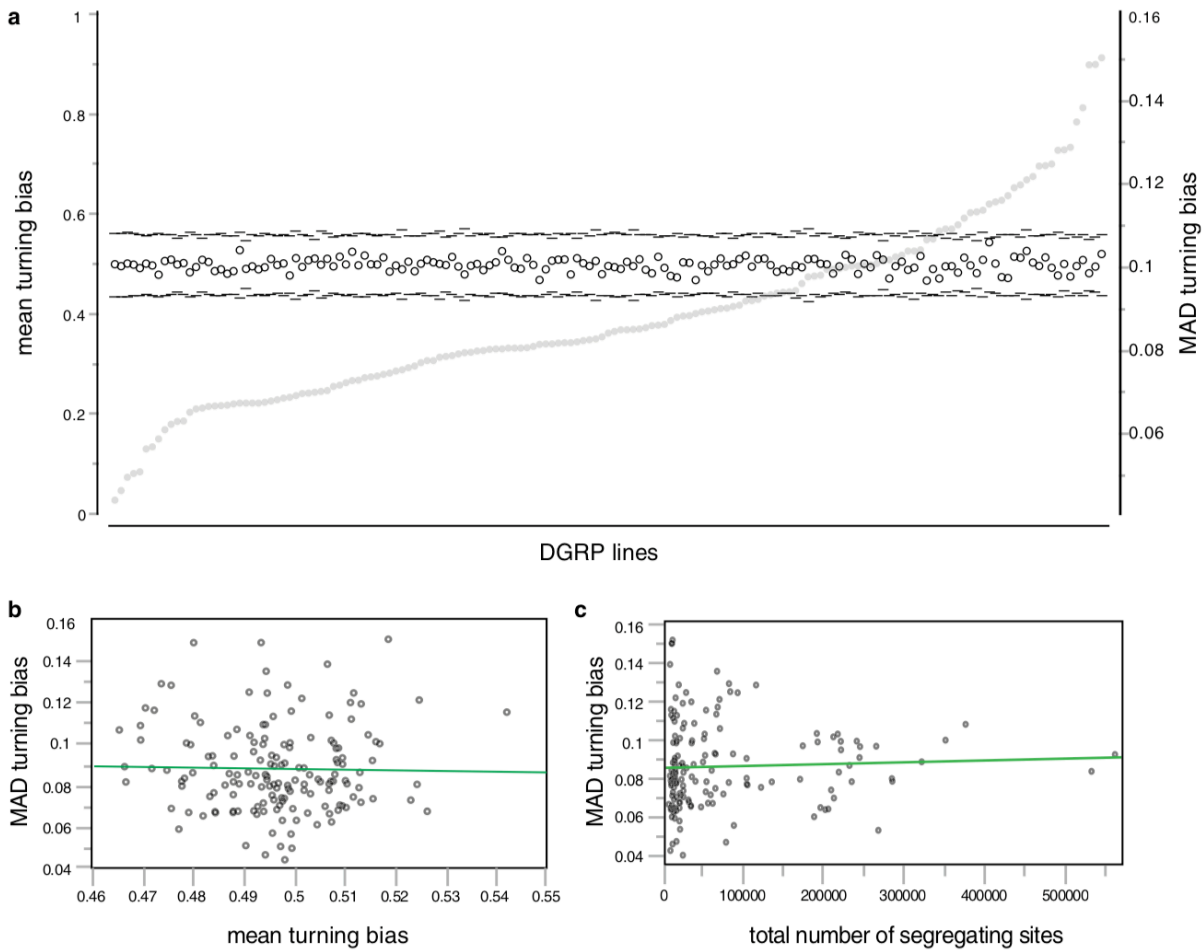 a
1
0.8
0.6
0.4
0.2
0
mean turning bias
0.16
0.14
0.12
0.1
0.08
0.06
MAD turning bias
DGRP lines
b
0.16
0.14
0.12
0.1
0.08
0.06
0.04
MAD turning bias
0.46 0.47 0.48 0.49 0.5 0.51 0.52 0.53 0.54 0.55
mean turning bias
c
0.16
0.14
0.12
0.1
0.08
0.06
0.04
MAD turning bias
0 100000 200000 300000 400000 500000
total number of segregating sites